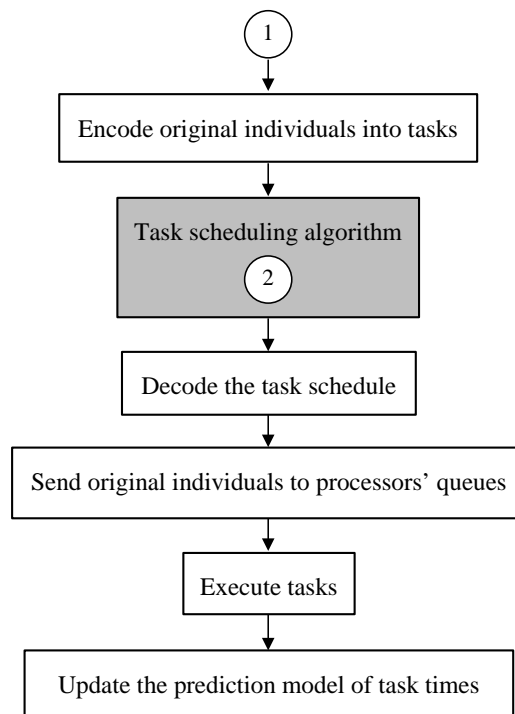 1
Encode original individuals into tasks
Task scheduling algorithm
2
Decode the task schedule
Send original individuals to processors’ queues
Execute tasks
Update the prediction model of task times